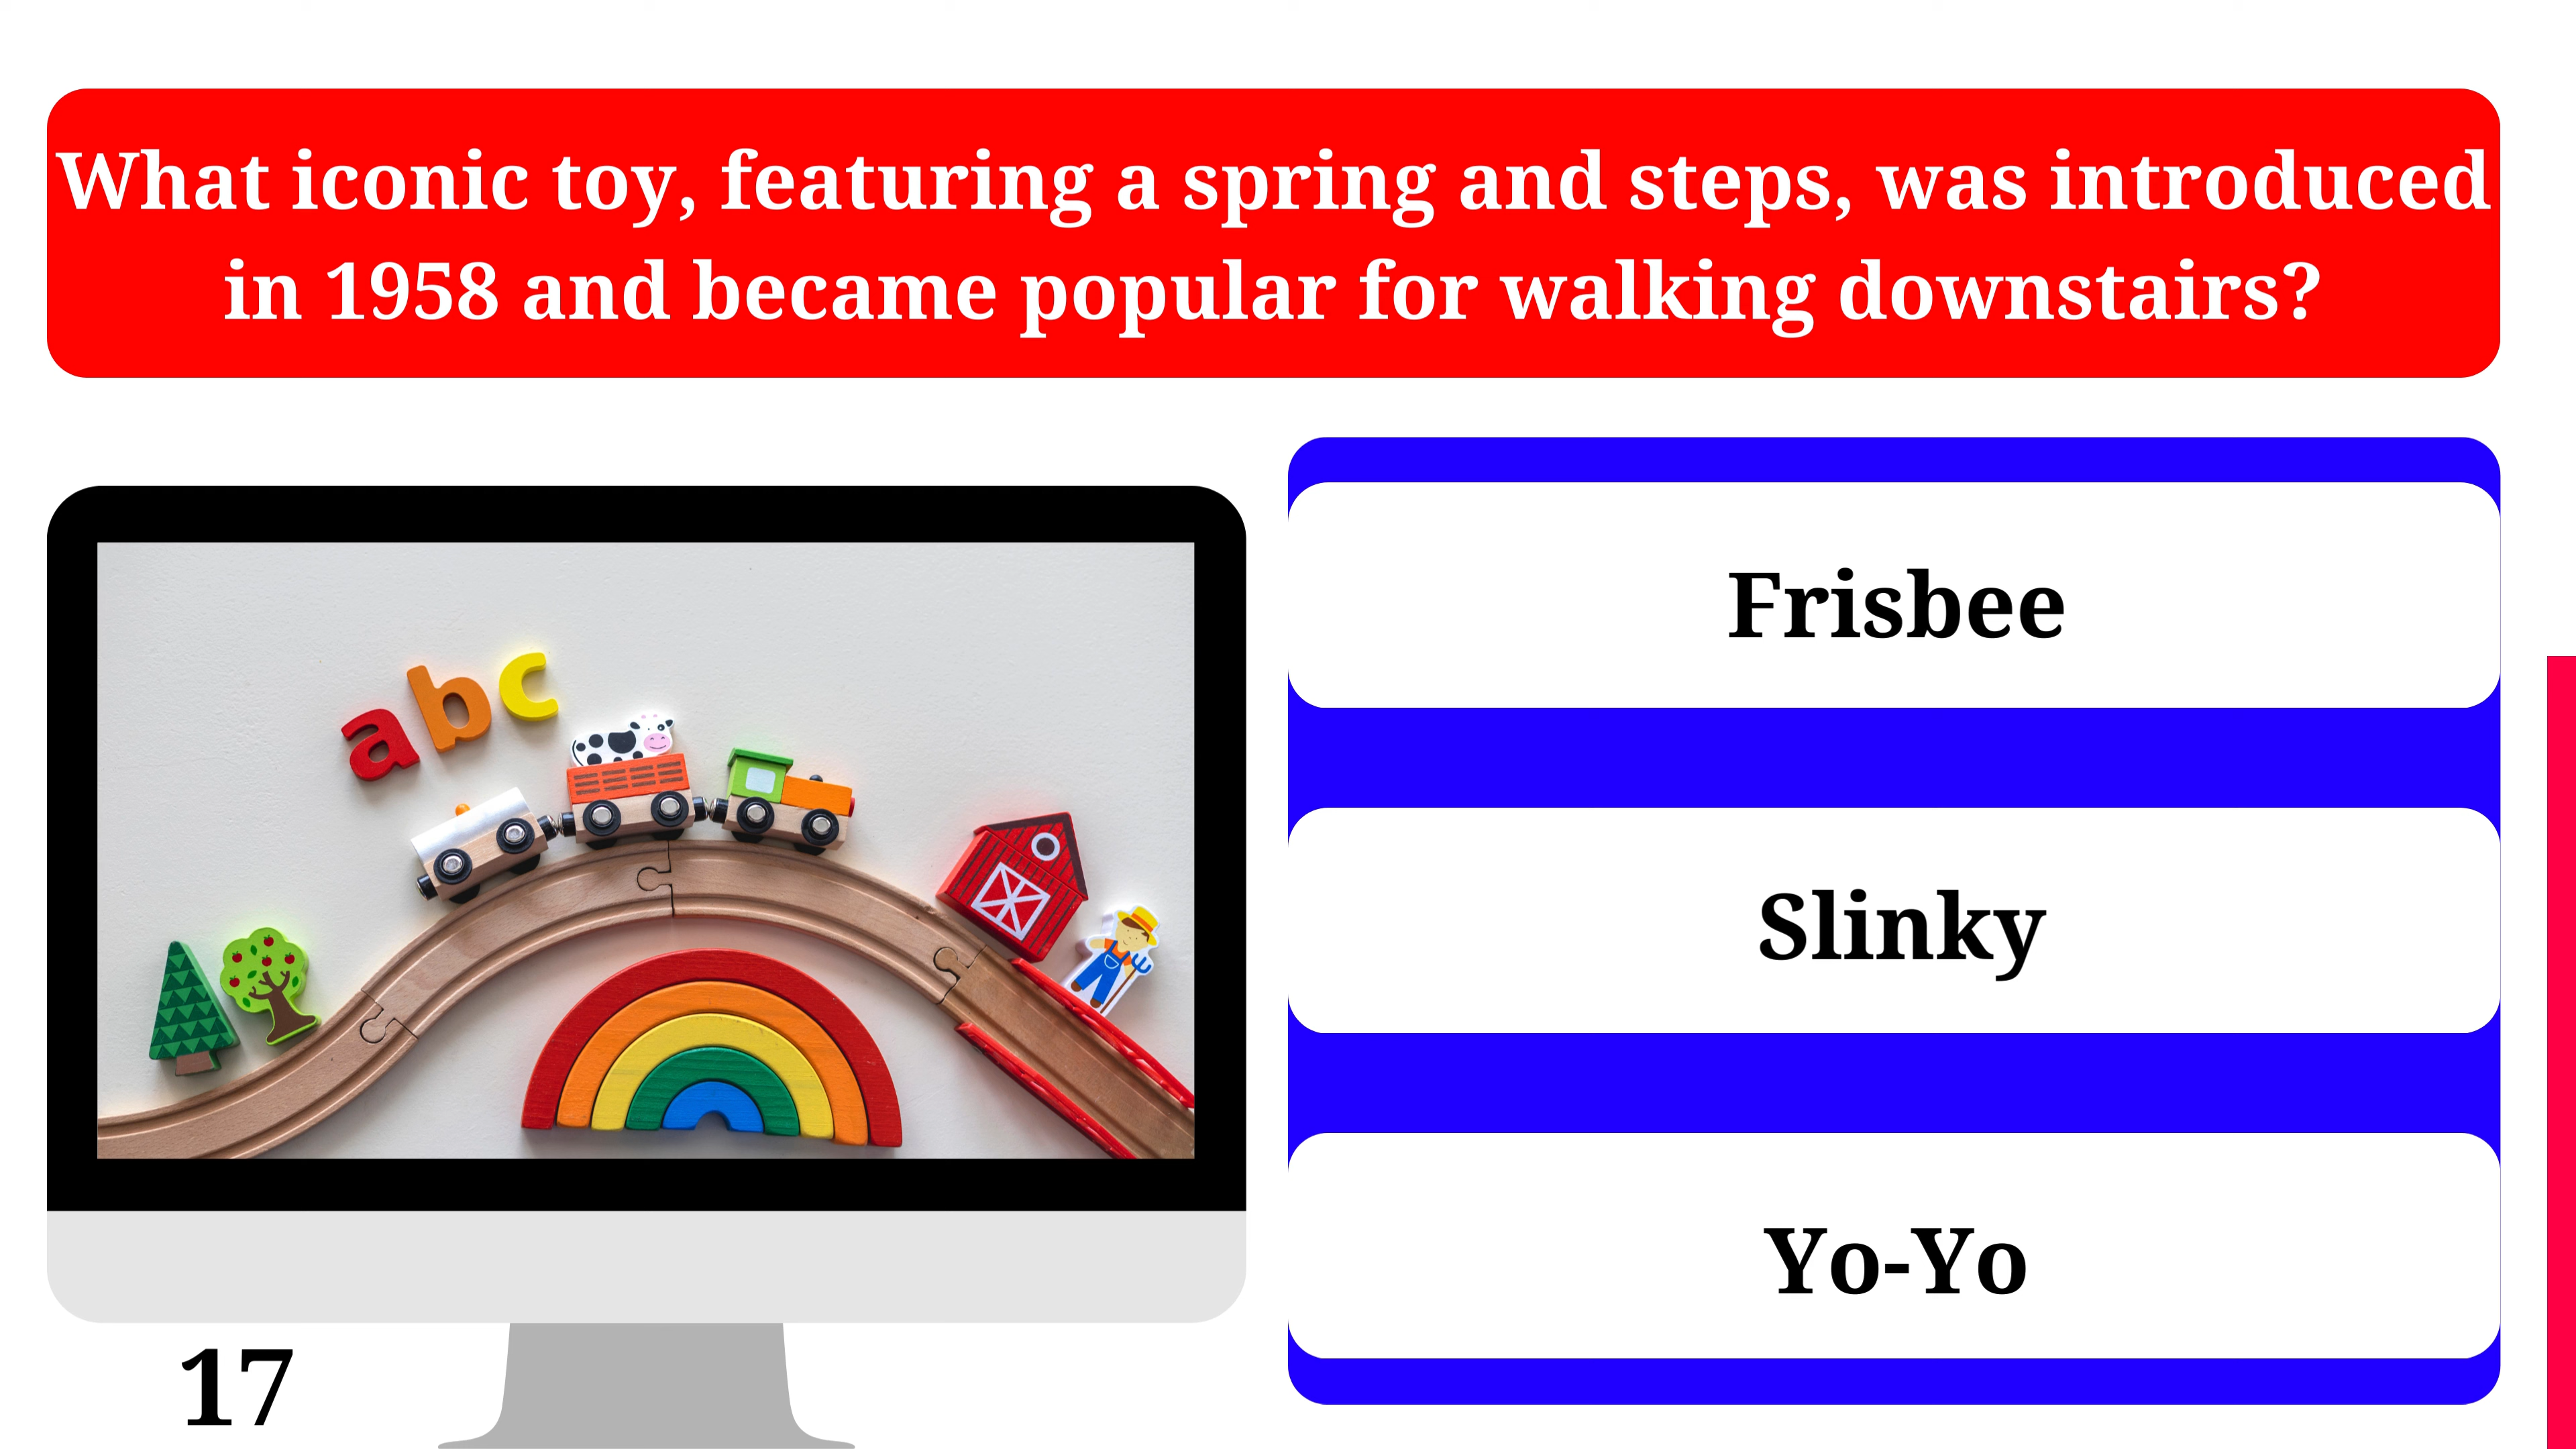 What iconic toy, featuring a spring and steps, was introduced
in 1958 and became popular for walking downstairs?
abc
Frisbee
Slinky
Yo-Yo
17